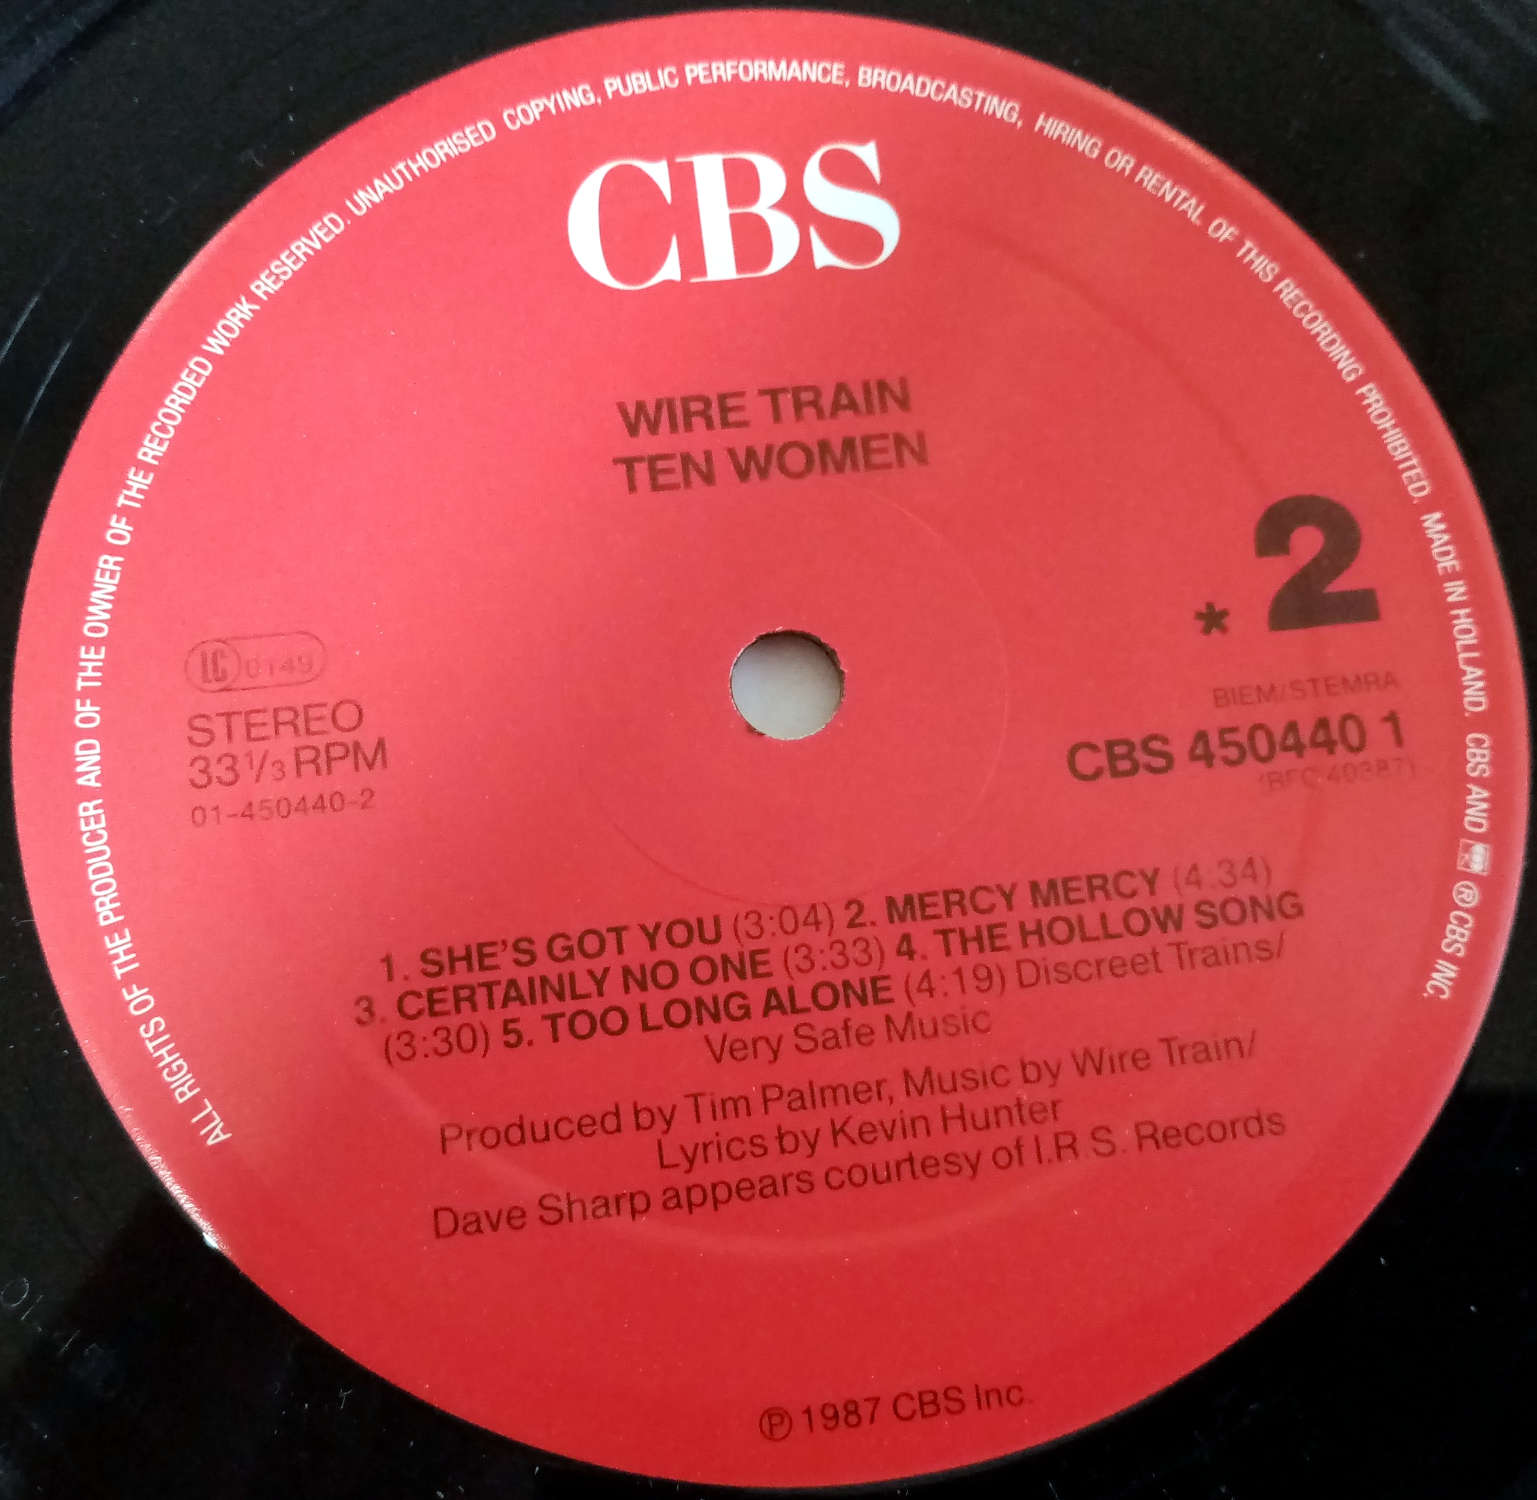 ALL RIGHTS OF THE PRODUCER AND OF THE OWNER OF THE RECORDED WORK RESERVED. UNAUTHORISED COPYING, PUBLIC PERFORMANCE, BROADCASTING, HIRING OR RENTAL OF THIS RECORDING PROHIBITED. MADE IN HOLLAND. CBS AND ℗ CBS INC.
CBS
WIRE TRAIN
TEN WOMEN
* 2
LC 0149
STEREO
33 1/3 RPM
01-450440-2
BIEM/STEMRA
CBS 450440 1
(BFC 40387)
1. SHE'S GOT YOU (3:04) 2. MERCY MERCY (4:34)
3. CERTAINLY NO ONE (3:33) 4. THE HOLLOW SONG
(3:30) 5. TOO LONG ALONE (4:19) Discreet Trains/
Very Safe Music
Produced by Tim Palmer, Music by Wire Train/
Lyrics by Kevin Hunter
Dave Sharp appears courtesy of I.R.S. Records
℗ 1987 CBS Inc.